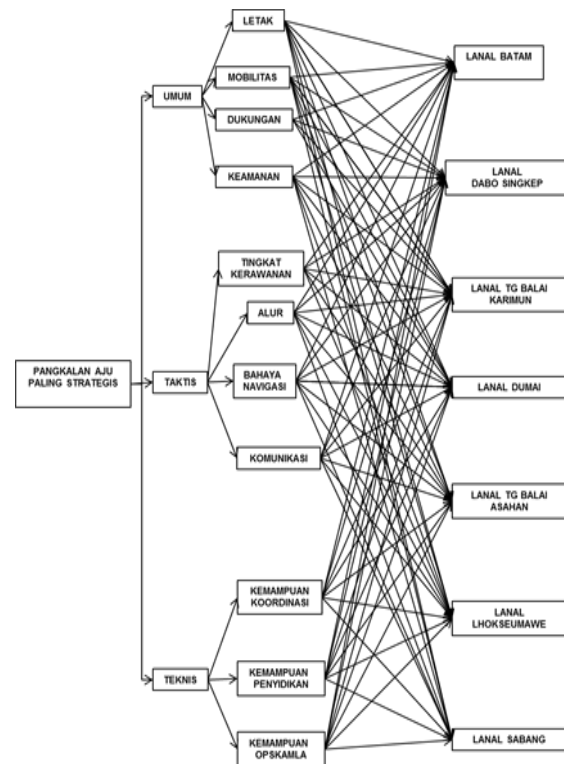 PANGKALAN AJU
PALING STRATEGIS
UMUM
TAKTIS
TEKNIS
LETAK
MOBILITAS
DUKUNGAN
KEAMANAN
TINGKAT
KERAWANAN
ALUR
BAHAYA
NAVIGASI
KOMUNIKASI
KEMAMPUAN
KOORDINASI
KEMAMPUAN
PENYIDIKAN
KEMAMPUAN
OPSKAMLA
LANAL BATAM
LANAL
DABO SINGKEP
LANAL TG BALAI
KARIMUN
LANAL DUMAI
LANAL TG BALAI
ASAHAN
LANAL
LHOKSEUMAWE
LANAL SABANG